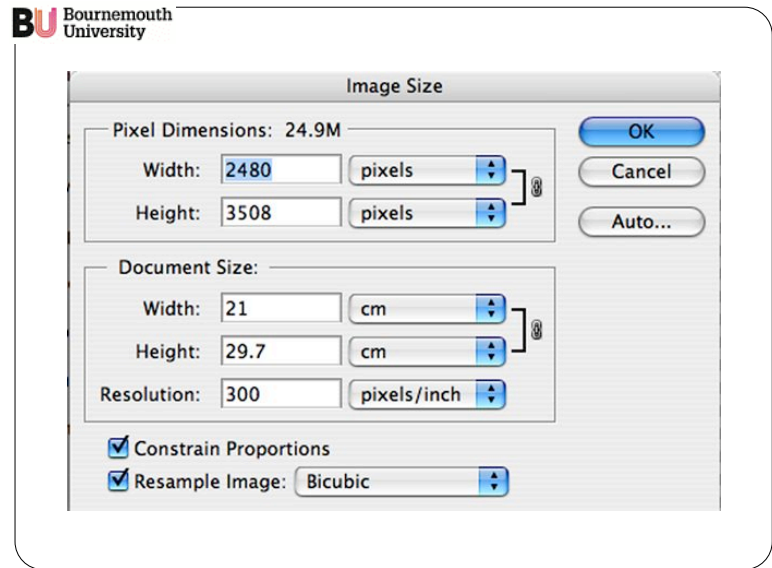 BU Bournemouth
University
Image Size
Pixel Dimensions: 24.9M
Width: 2480 pixels
Height: 3508 pixels
OK
Cancel
Auto...
Document Size:
Width: 21 cm
Height: 29.7 cm
Resolution: 300 pixels/inch
Constrain Proportions
Resample Image: Bicubic